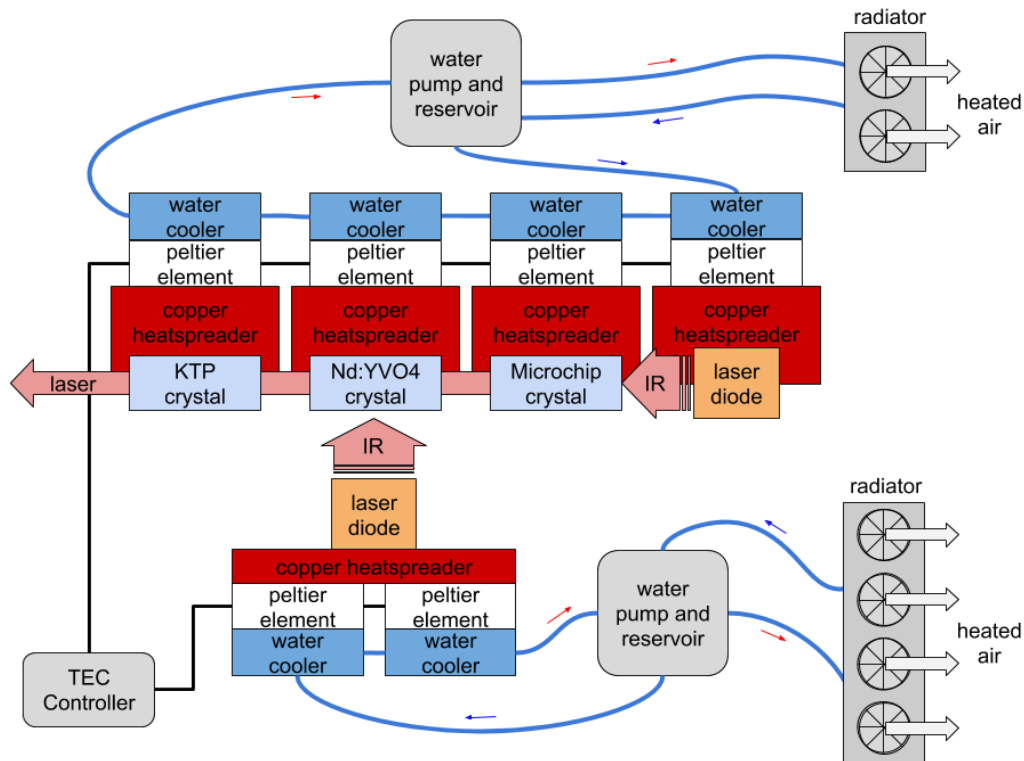 radiator
water
pump and
reservoir
heated
air
water
cooler
water
cooler
water
cooler
water
cooler
peltier
element
peltier
element
peltier
element
peltier
element
copper
heatspreader
copper
heatspreader
copper
heatspreader
copper
heatspreader
laser
KTP
crystal
Nd:YVO4
crystal
Microchip
crystal
IR
laser
diode
IR
laser
diode
radiator
copper heatspreader
peltier
element
peltier
element
water
cooler
water
cooler
water
pump and
reservoir
heated
air
TEC
Controller